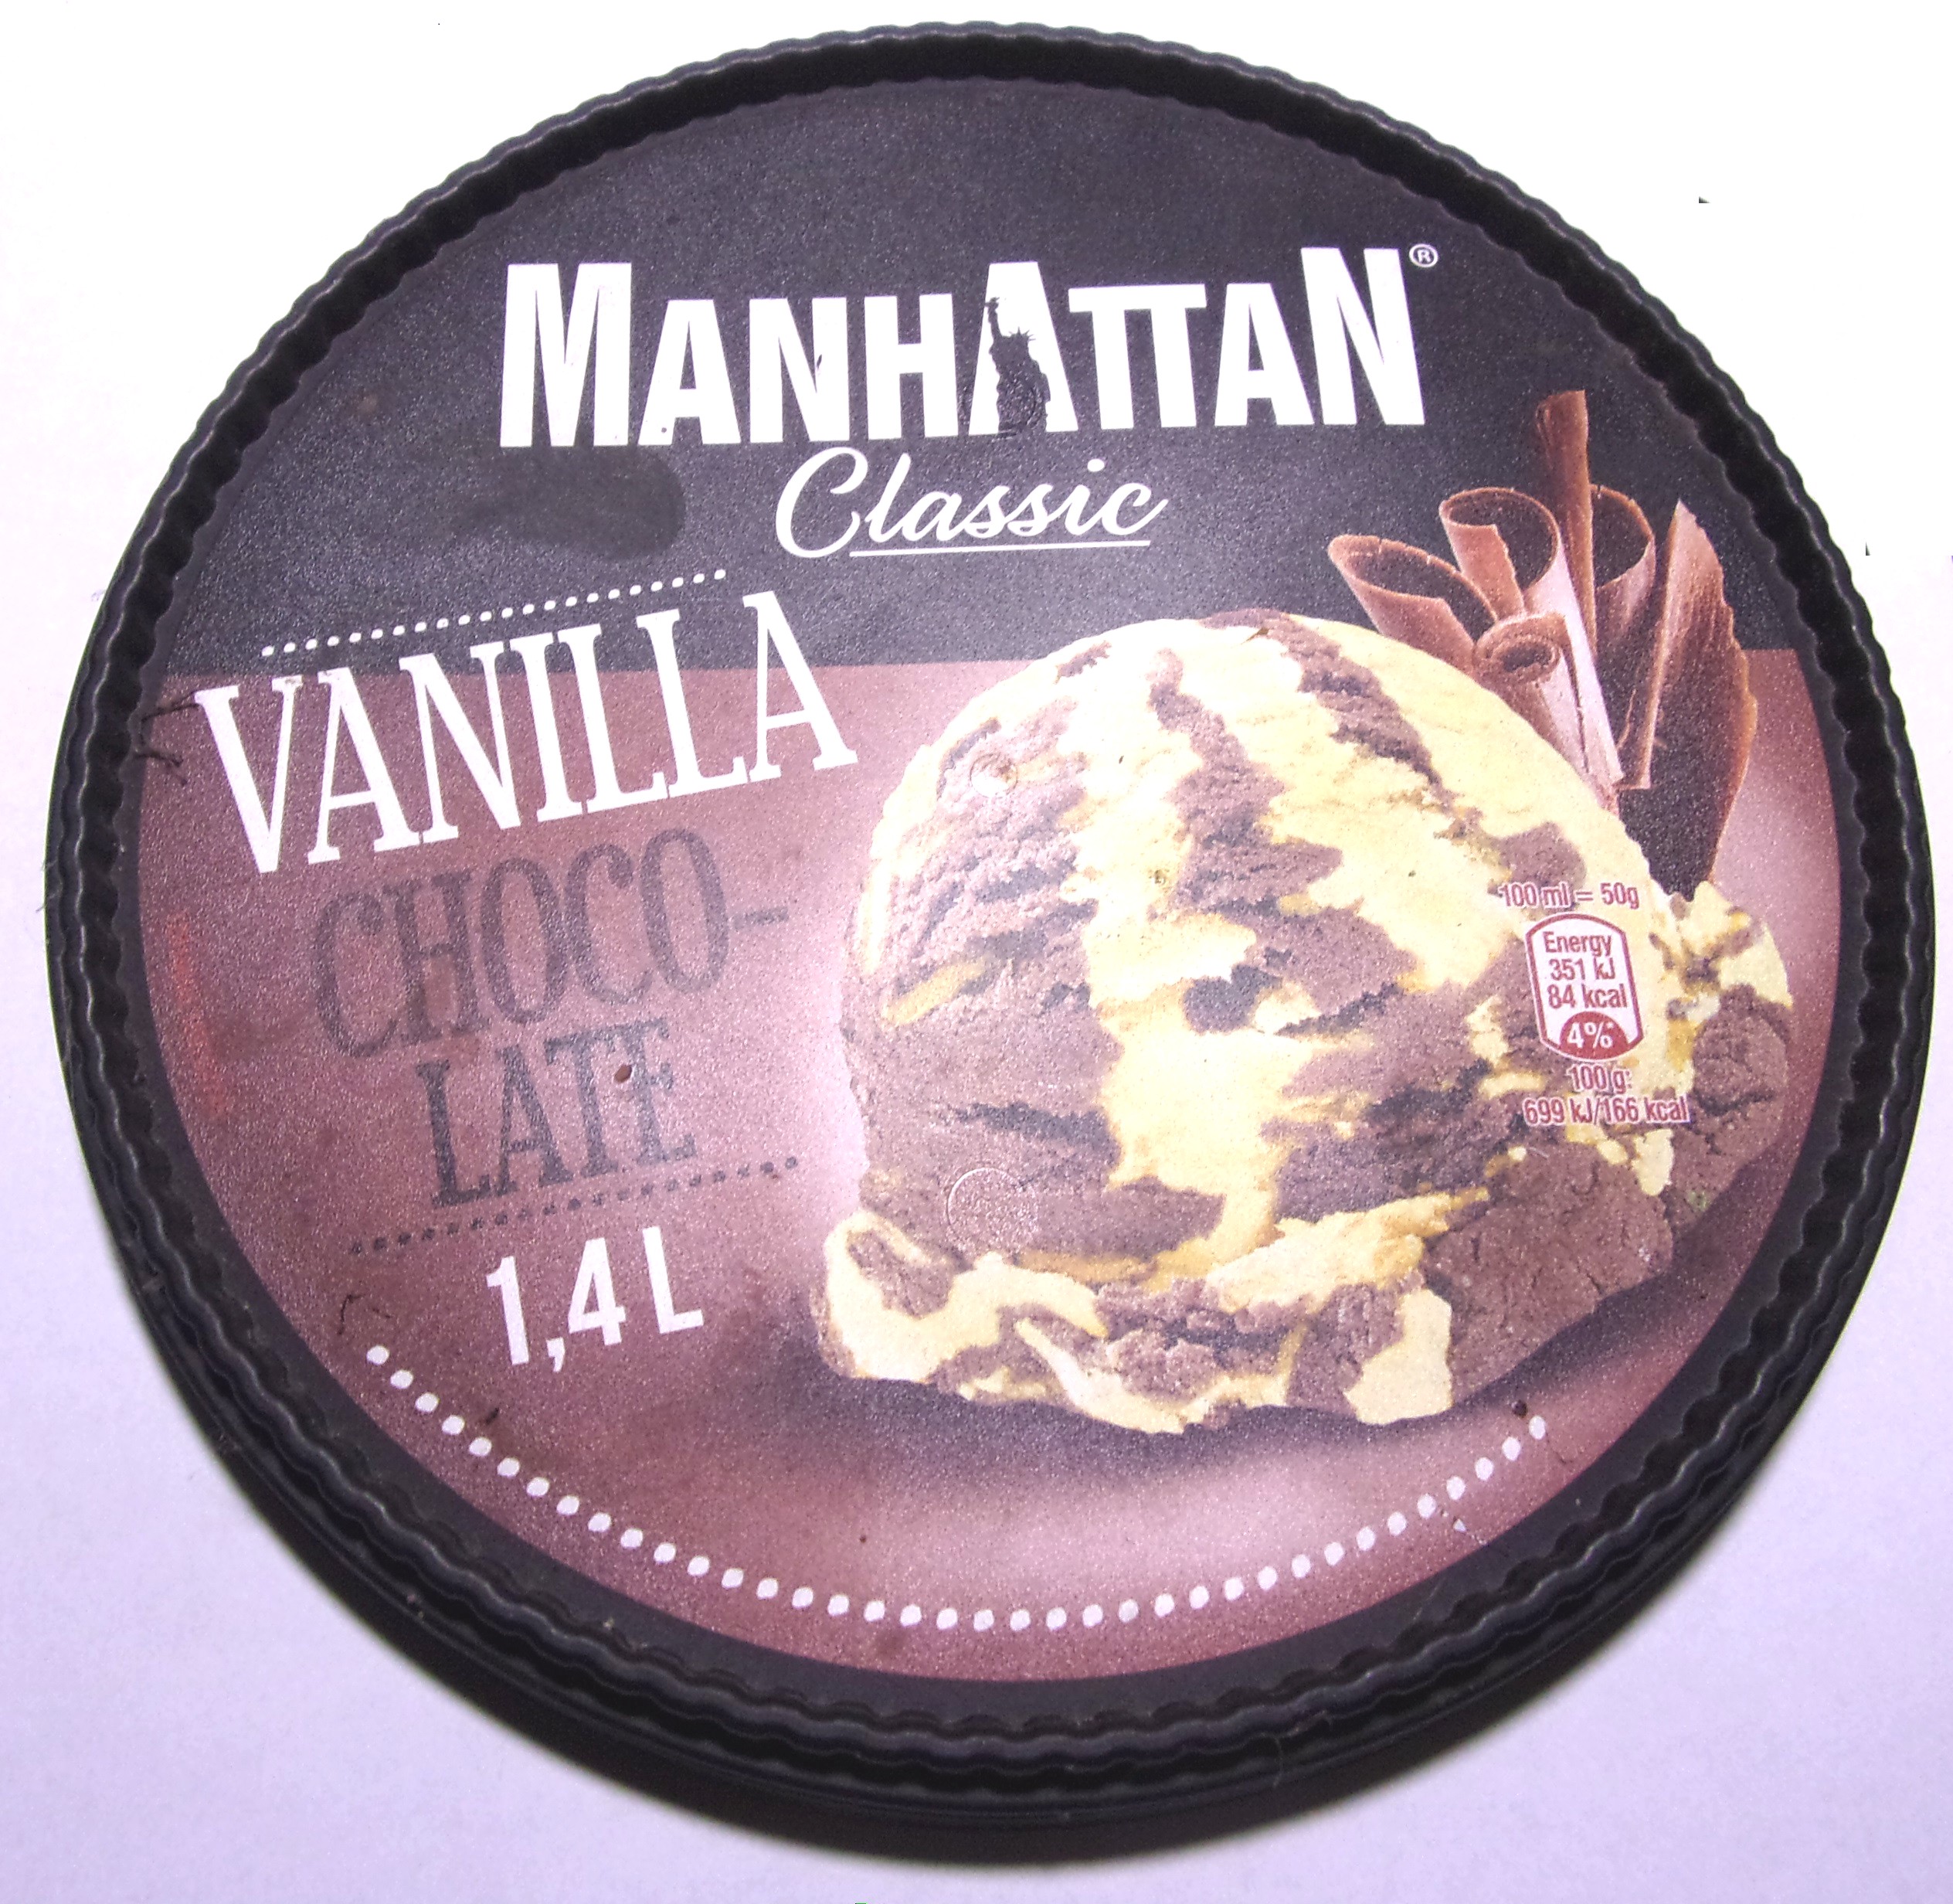 MANHATTAN®
Classic
VANILLA
CHOCO-
LATE
1,4 L
100 ml = 50g
Energy
351 kJ
84 kcal
4%
100 g:
699 kJ/166 kcal